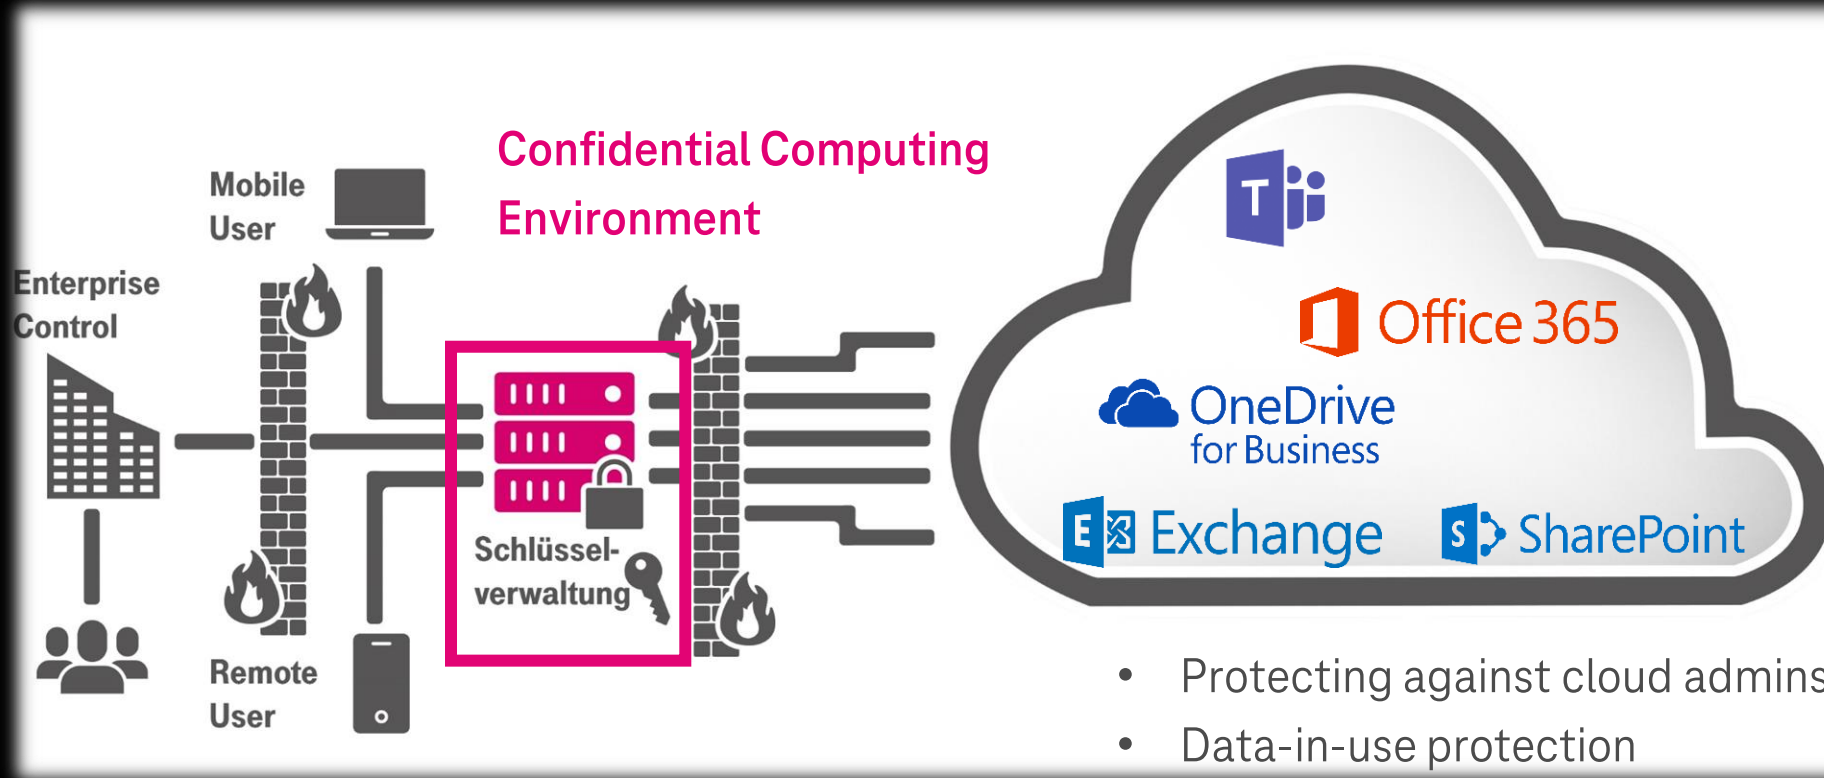 Confidential Computing
Environment
Mobile
User
Enterprise
Control
Schlüssel-
verwaltung
Remote
User
T
Office 365
OneDrive
for Business
E Exchange
S SharePoint
• Protecting against cloud admins
• Data-in-use protection